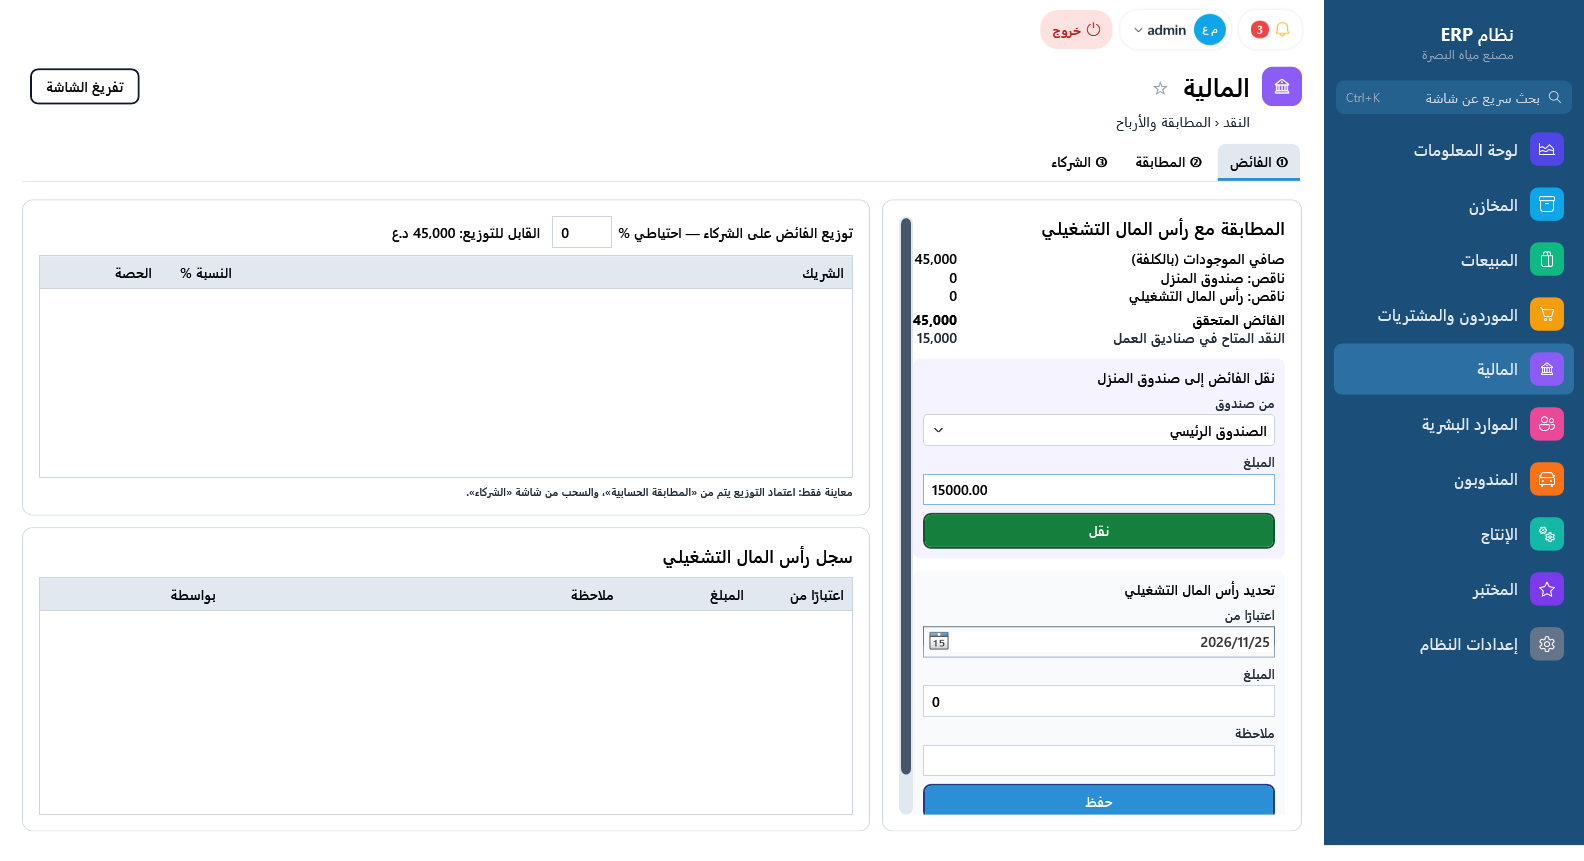 نظام ERP
مصنع مياه البصرة
بحث سريع عن شاشة Ctrl+K
لوحة المعلومات
المخازن
المبيعات
الموردون والمشتريات
المالية
الموارد البشرية
المندوبون
الإنتاج
المختبر
إعدادات النظام
3
م ع admin
خروج
المالية
النقد › المطابقة والأرباح
تفريغ الشاشة
① الفائض
② المطابقة
③ الشركاء
المطابقة مع رأس المال التشغيلي
صافي الموجودات (بالكلفة) 45,000
ناقص: صندوق المنزل 0
ناقص: رأس المال التشغيلي 0
الفائض المتحقق 45,000
النقد المتاح في صناديق العمل 15,000
نقل الفائض إلى صندوق المنزل
من صندوق
الصندوق الرئيسي
المبلغ
15000.00
نقل
تحديد رأس المال التشغيلي
اعتبارًا من
2026/11/25 15
المبلغ
0
ملاحظة
حفظ
توزيع الفائض على الشركاء — احتياطي % 0 القابل للتوزيع: 45,000 د.ع
الشريك النسبة % الحصة
معاينة فقط: اعتماد التوزيع يتم من «المطابقة الحسابية»، والسحب من شاشة «الشركاء».
سجل رأس المال التشغيلي
اعتبارًا من المبلغ ملاحظة بواسطة